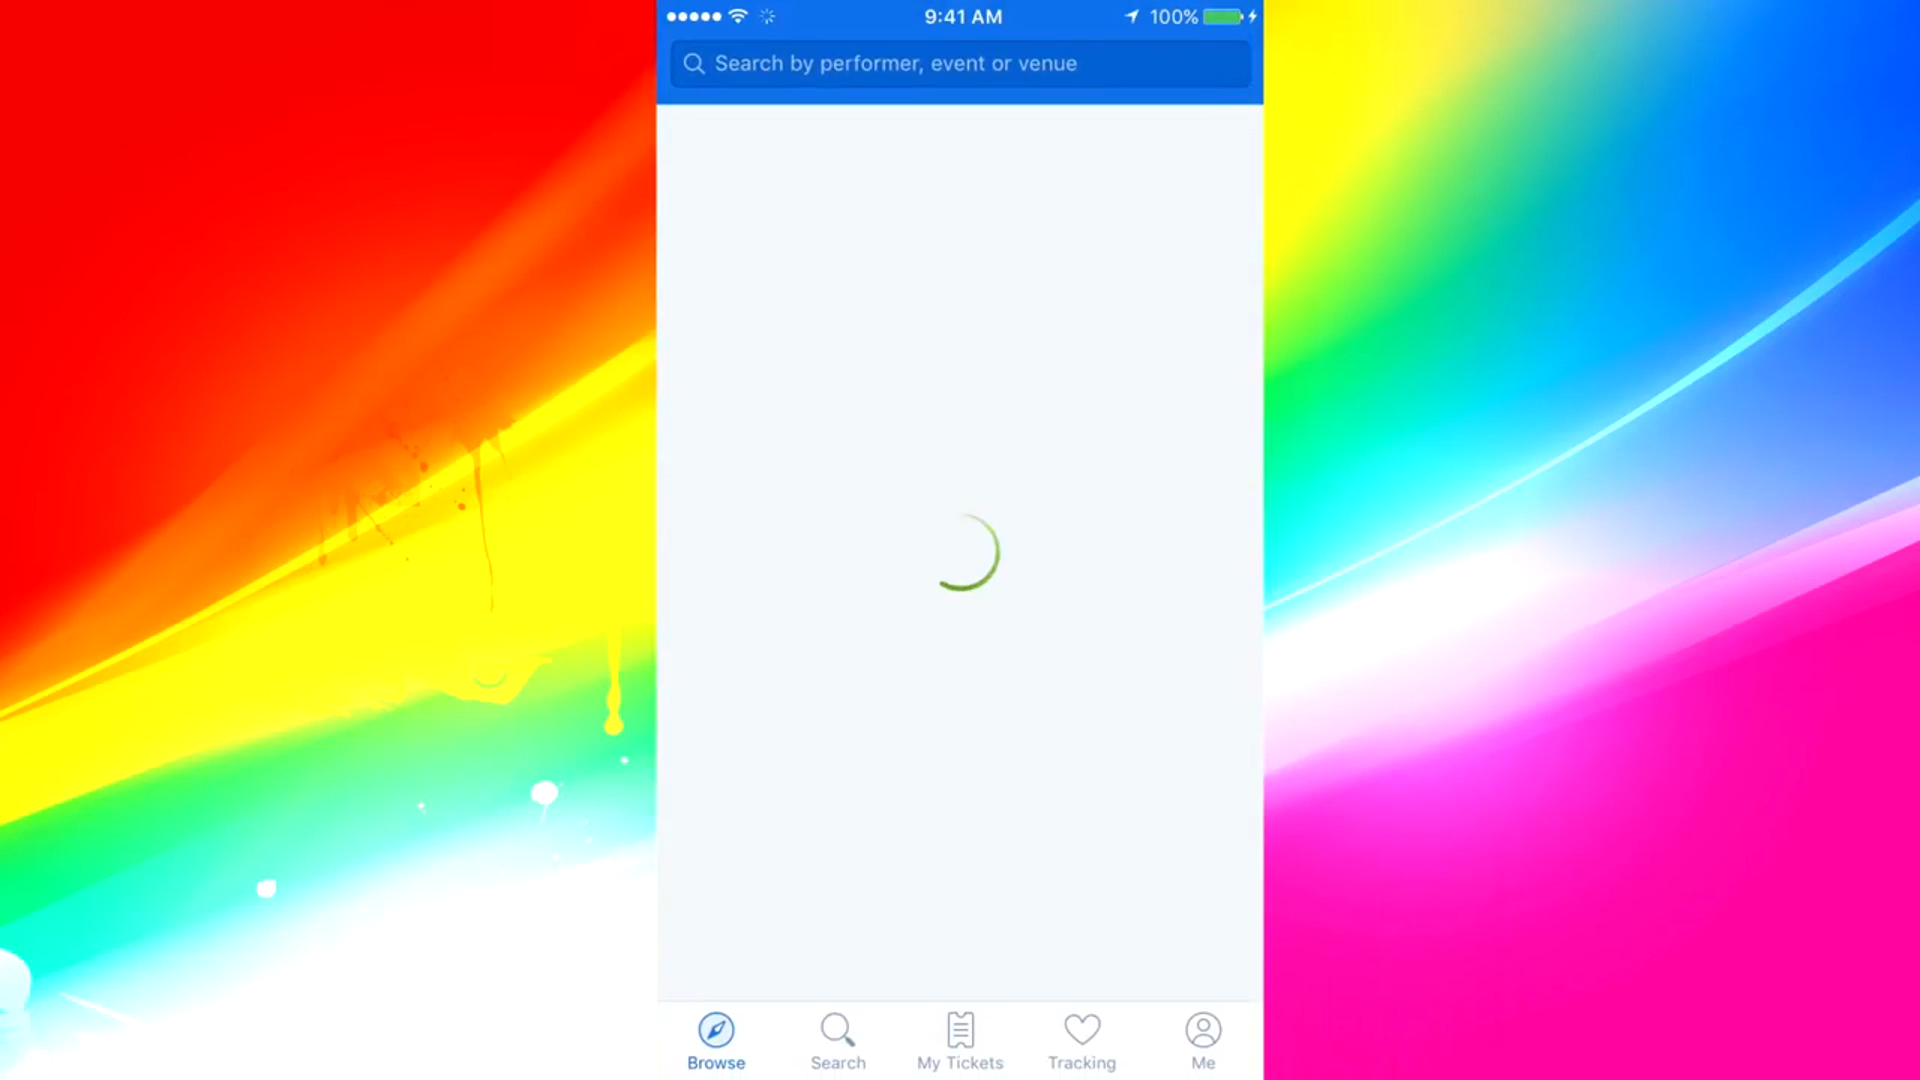 9:41 AM
100%
Search by performer, event or venue
Browse
Search
My Tickets
Tracking
Me